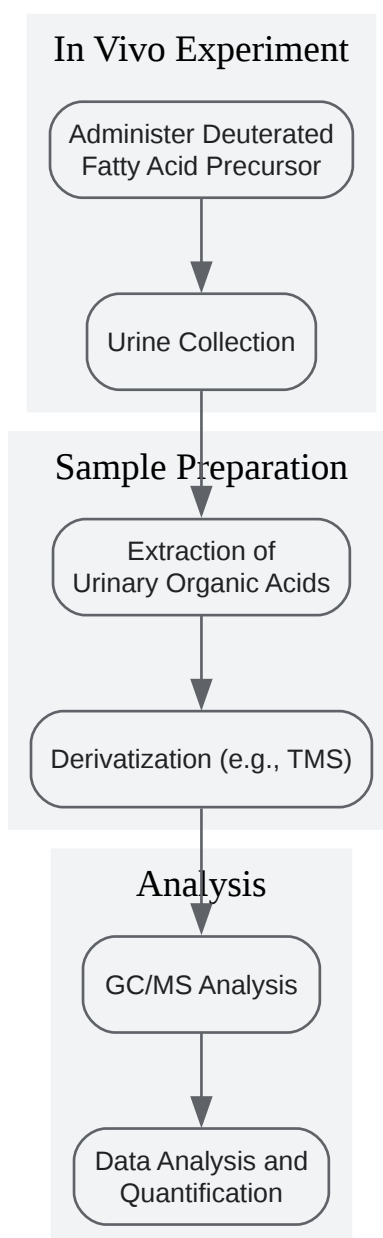 In Vivo Experiment
Administer Deuterated
Fatty Acid Precursor
Urine Collection
Sample Preparation
Extraction of
Urinary Organic Acids
Derivatization (e.g., TMS)
Analysis
GC/MS Analysis
Data Analysis and
Quantification